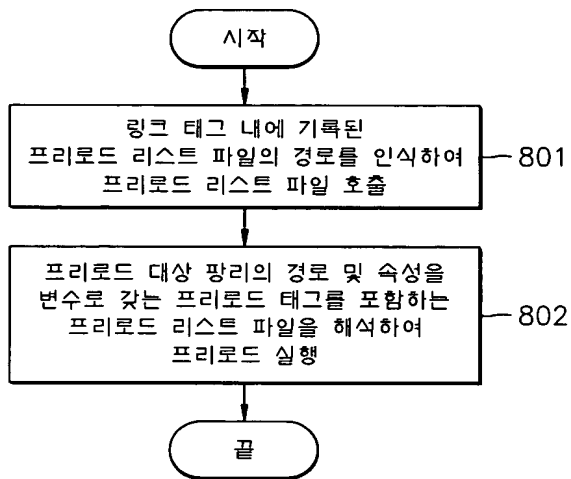 시작
링크 태그 내에 기록된
프리로드 리스트 파일의 경로를 인식하여
프리로드 리스트 파일 호출
801
프리로드 대상 팡리의 경로 및 속성을
변수로 갖는 프리로드 태그를 포함하는
프리로드 리스트 파일을 해석하여
프리로드 실행
802
끝